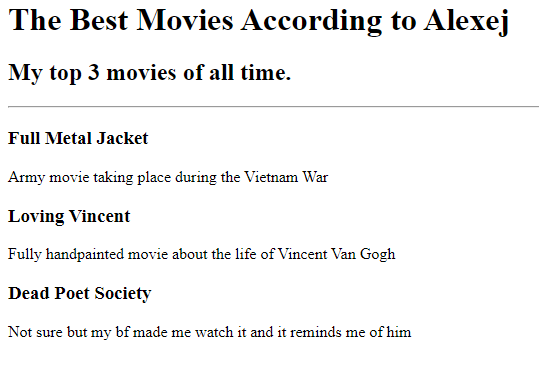 The Best Movies According to Alexej
My top 3 movies of all time.
Full Metal Jacket
Army movie taking place during the Vietnam War
Loving Vincent
Fully handpainted movie about the life of Vincent Van Gogh
Dead Poet Society
Not sure but my bf made me watch it and it reminds me of him